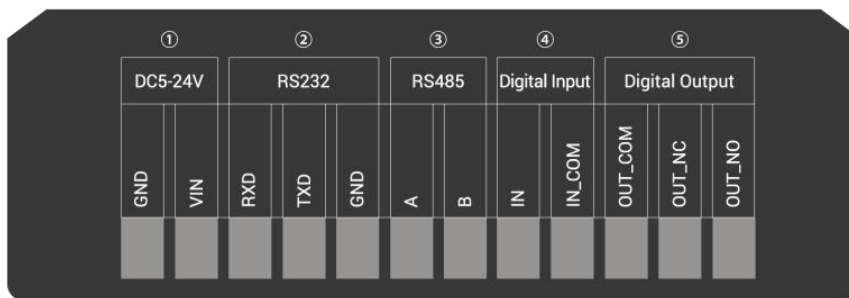 ① ② ③ ④ ⑤
DC5-24V RS232 RS485 Digital Input Digital Output
GND VIN RXD TXD GND A B IN IN_COM OUT_COM OUT_NC OUT_NO